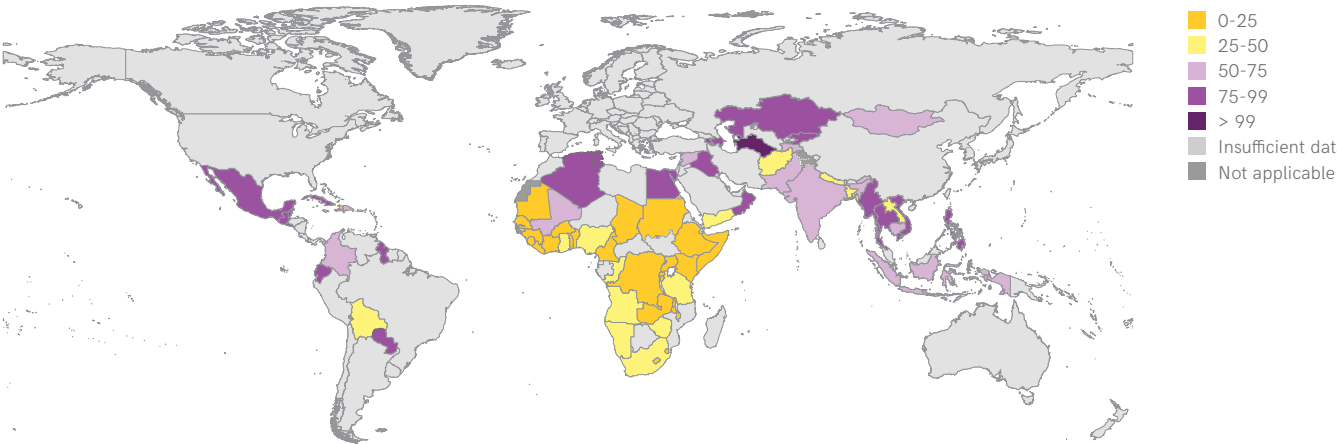 0-25
25-50
50-75
75-99
> 99
Insufficient dat
Not applicable